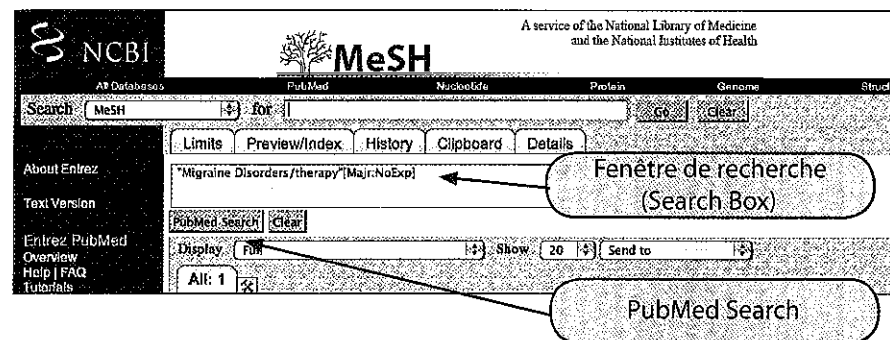 A service of the National Library of Medicine
and the National Institutes of Health
NCBI
MeSH
All Databases PubMed Nucleotide Protein Genome Struct
Search MeSH for Go Clear
Limits Preview/Index History Clipboard Details
About Entrez
Text Version
"Migraine Disorders/therapy"[Majr:NoExp]
Fenêtre de recherche
(Search Box)
PubMed Search Clear
Entrez PubMed
Overview
Help | FAQ
Tutorials
Display Full Show 20 Send to
All: 1
PubMed Search